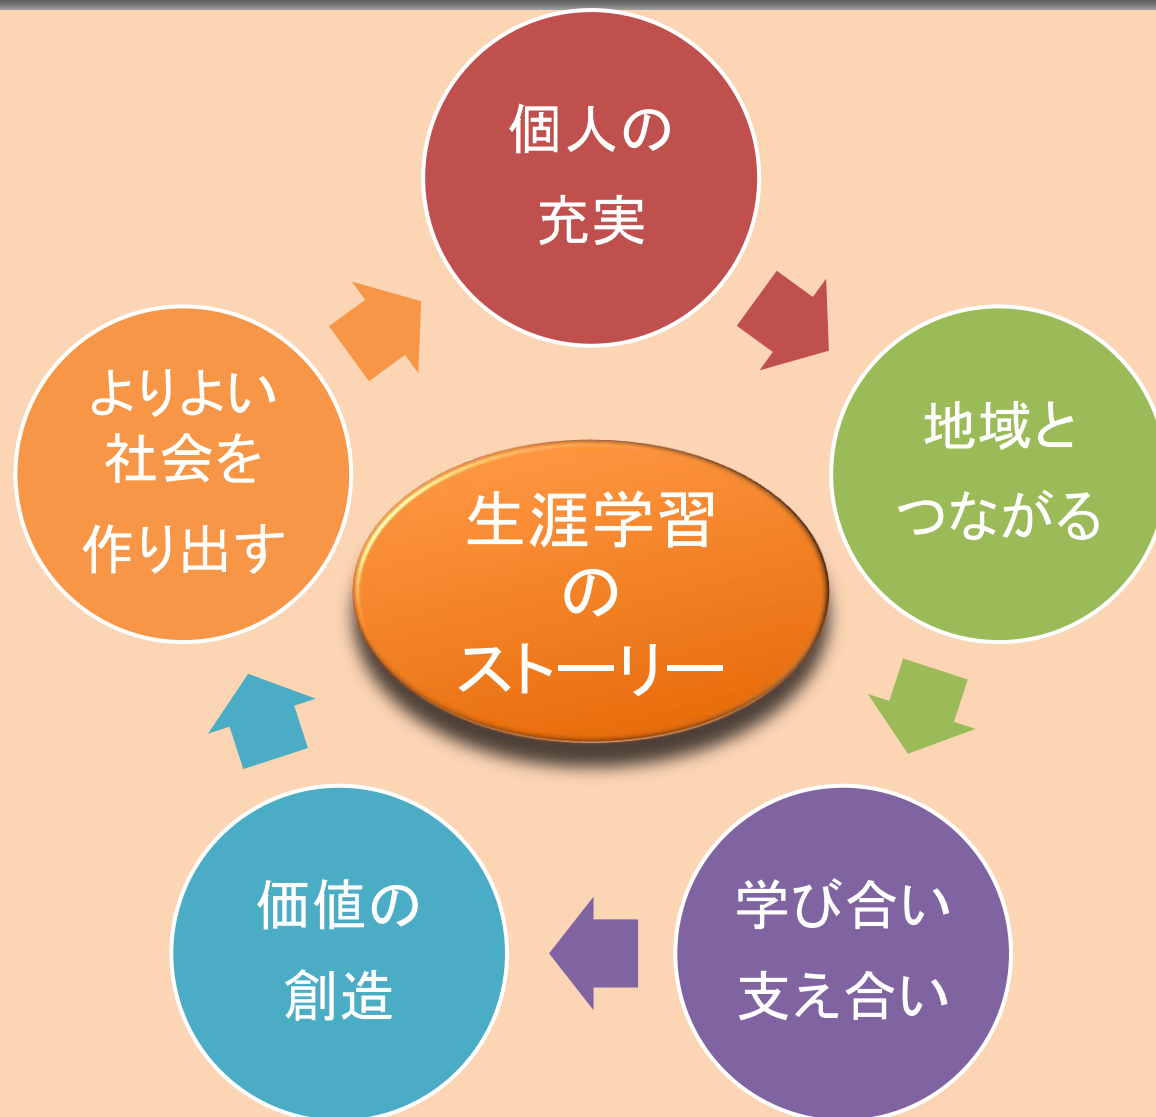 個人の
充実
地域と
つながる
学び合い
支え合い
価値の
創造
よりよい
社会を
作り出す
生涯学習
の
ストーリー